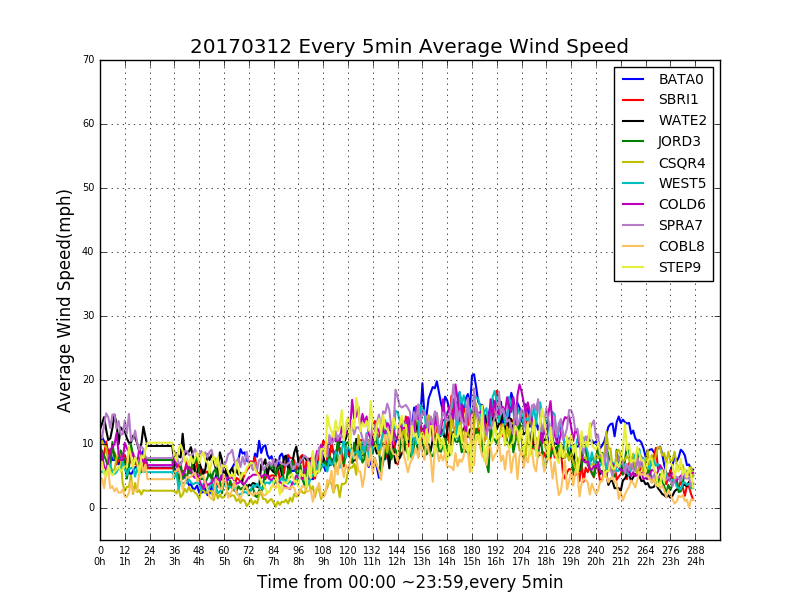 20170312 Every 5min Average Wind Speed
70
60
50
40
30
20
10
0
Average Wind Speed(mph)
BATA0
SBRI1
WATE2
JORD3
CSQR4
WEST5
COLD6
SPRA7
COBL8
STEP9
0 12 24 36 48 60 72 84 96 108 120 132 144 156 168 180 192 204 216 228 240 252 264 276 288
0h 1h 2h 3h 4h 5h 6h 7h 8h 9h 10h 11h 12h 13h 14h 15h 16h 17h 18h 19h 20h 21h 22h 23h 24h
Time from 00:00 ~23:59,every 5min